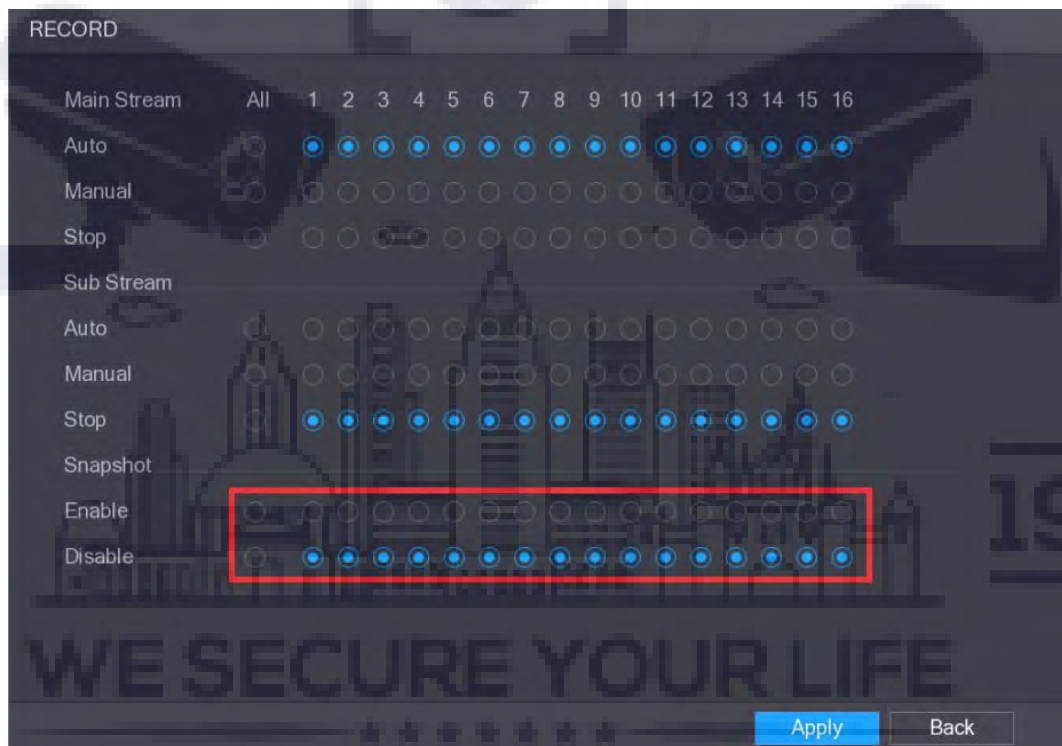 RECORD
Main Stream All 1 2 3 4 5 6 7 8 9 10 11 12 13 14 15 16
Auto
Manual
Stop
Sub Stream
Auto
Manual
Stop
Snapshot
Enable
Disable
WE SECURE YOUR LIFE
Apply Back